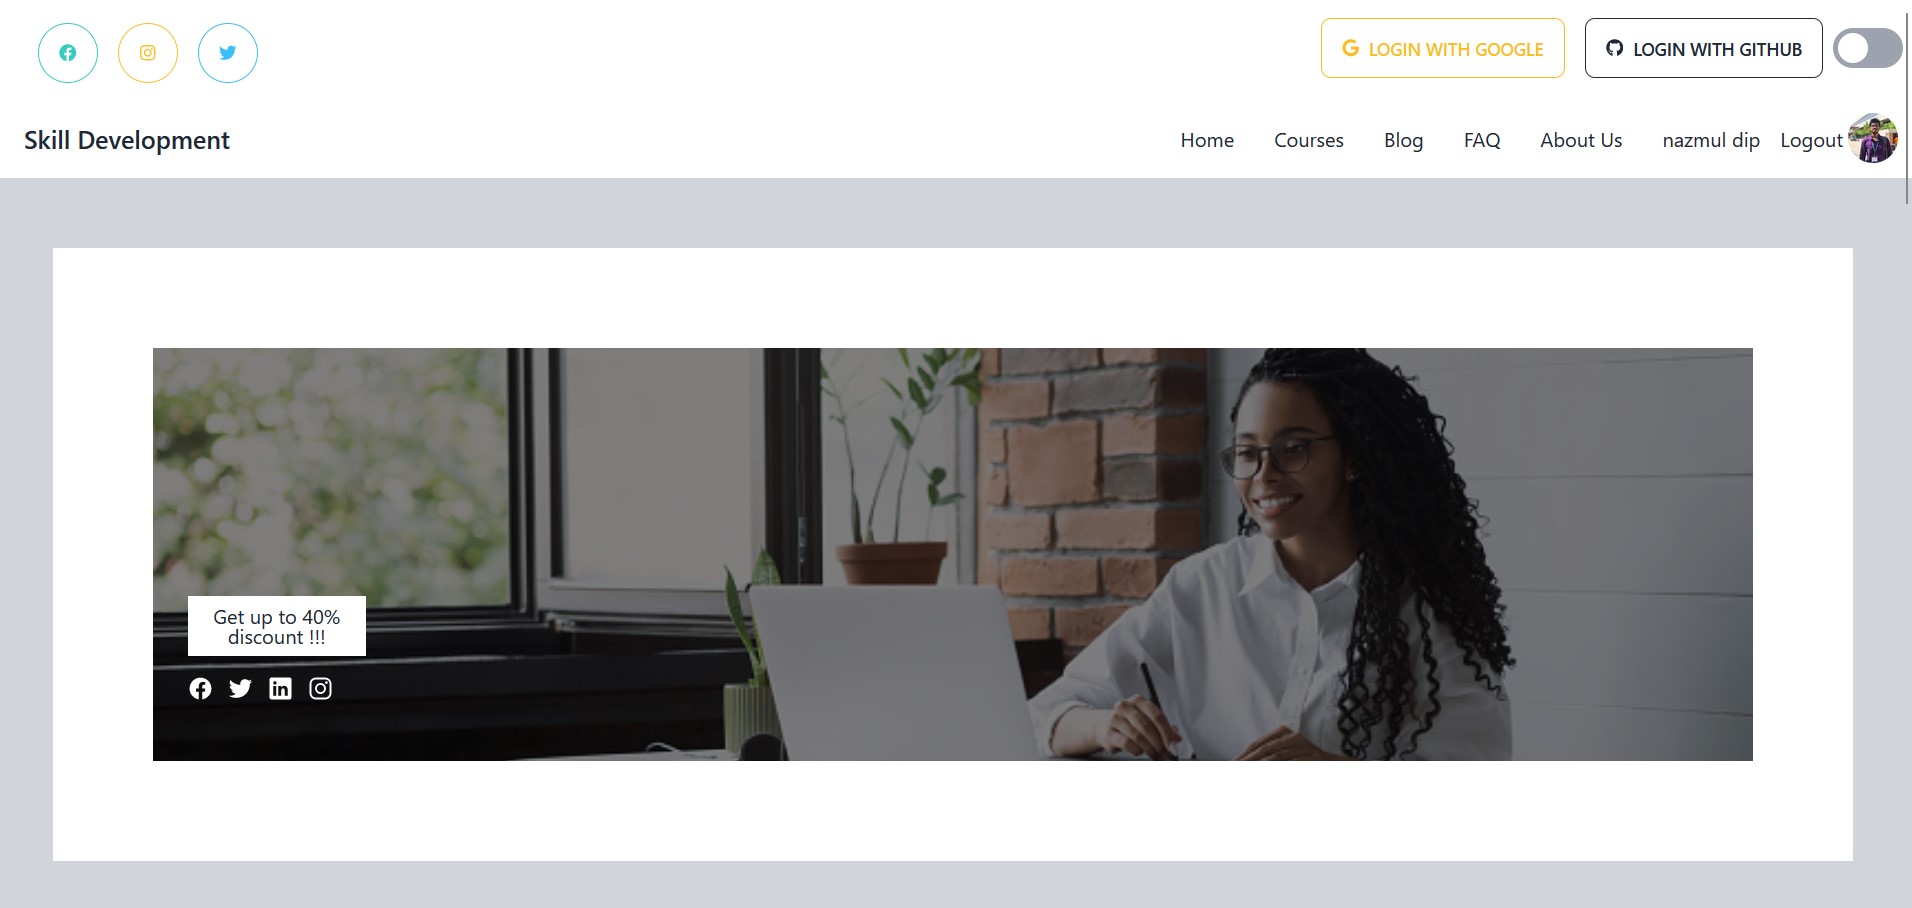 LOGIN WITH GOOGLE
LOGIN WITH GITHUB
Skill Development
Home
Courses
Blog
FAQ
About Us
nazmul dip
Logout
Get up to 40%
discount !!!